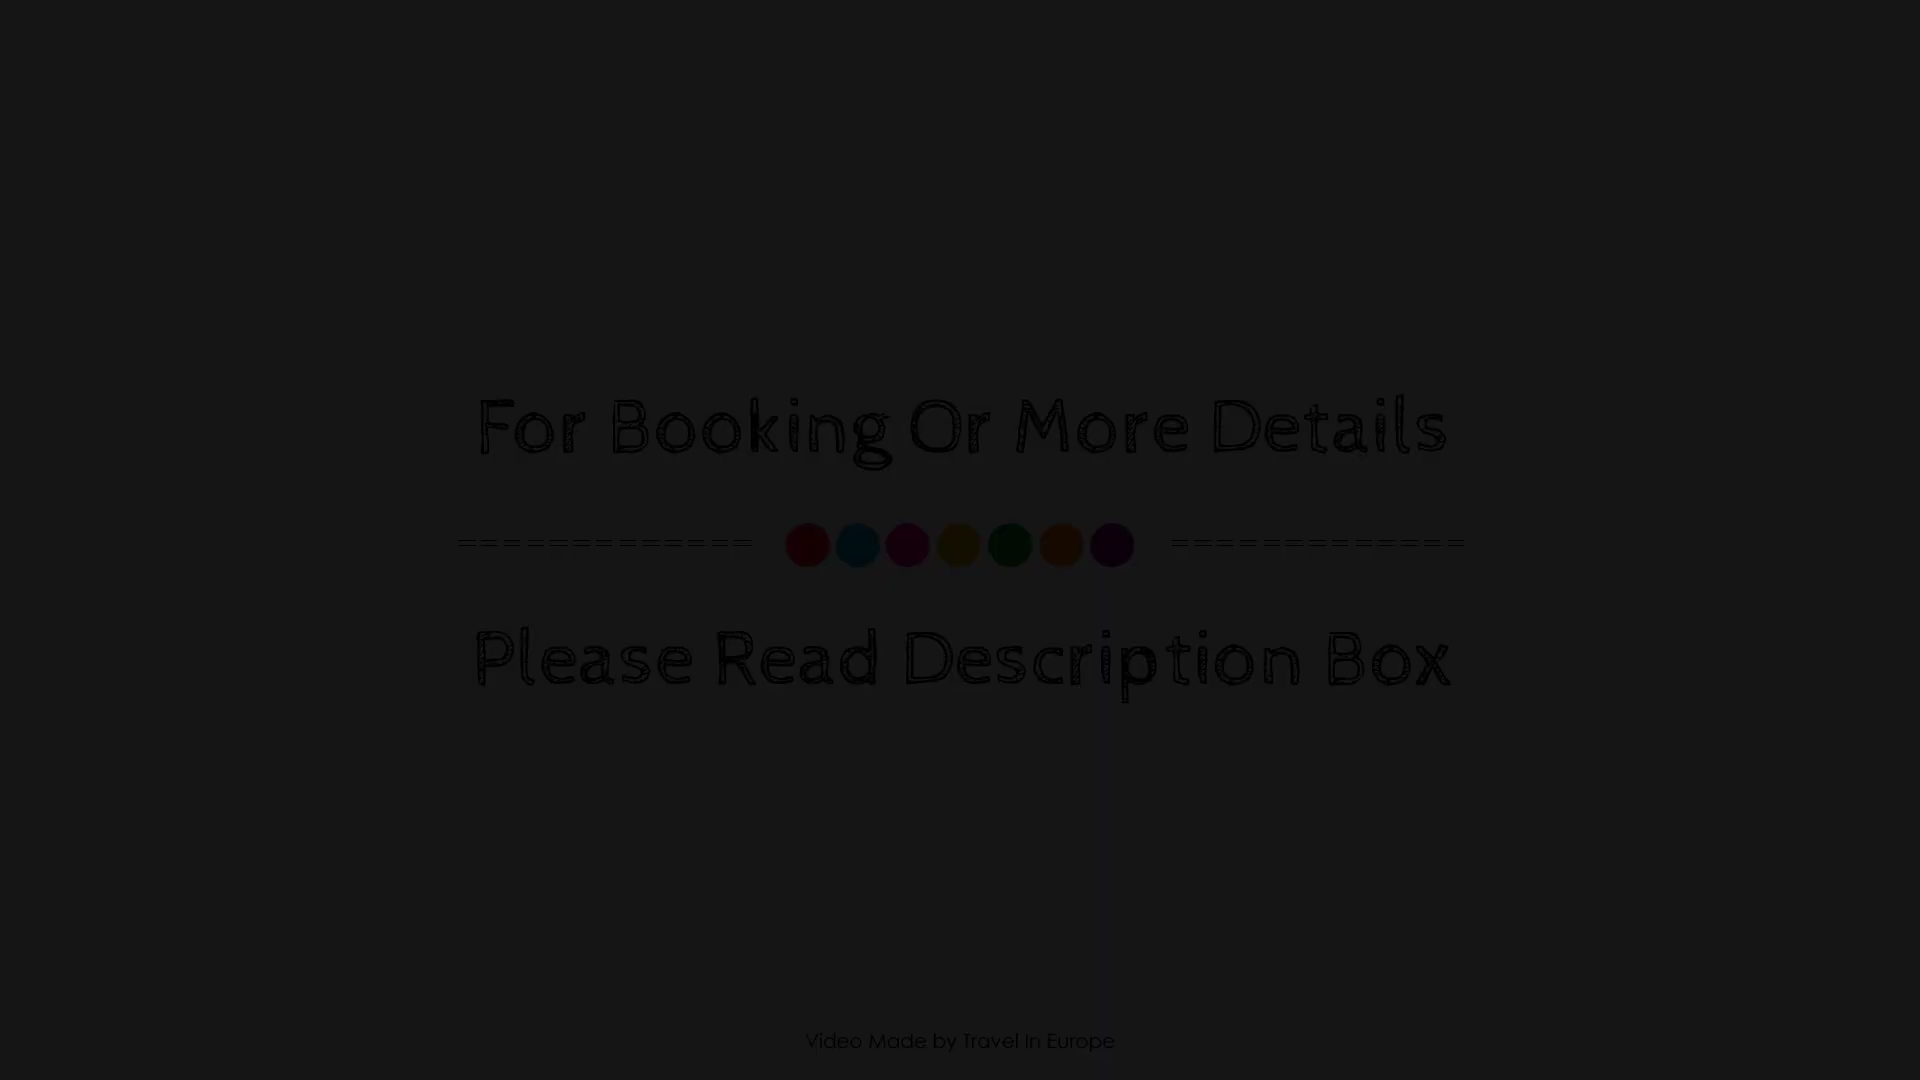 For Booking Or More Details
============= =============
Please Read Description Box
Video Made by Travel In Europe